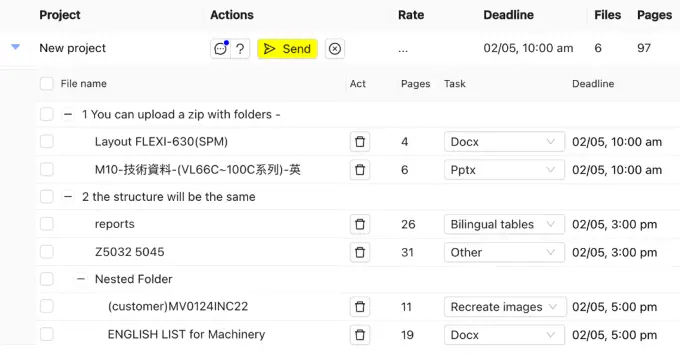 Project Actions Rate Deadline Files Pages
New project ? Send ... 02/05, 10:00 am 6 97
File name Act Pages Task Deadline
1 You can upload a zip with folders -
Layout FLEXI-630(SPM) 4 Docx 02/05, 10:00 am
M10-技術資料-(VL66C~100C系列)-英 6 Pptx 02/05, 10:00 am
2 the structure will be the same
reports 26 Bilingual tables 02/05, 3:00 pm
Z5032 5045 31 Other 02/05, 3:00 pm
Nested Folder
(customer)MV0124INC22 11 Recreate images 02/05, 5:00 pm
ENGLISH LIST for Machinery 19 Docx 02/05, 5:00 pm